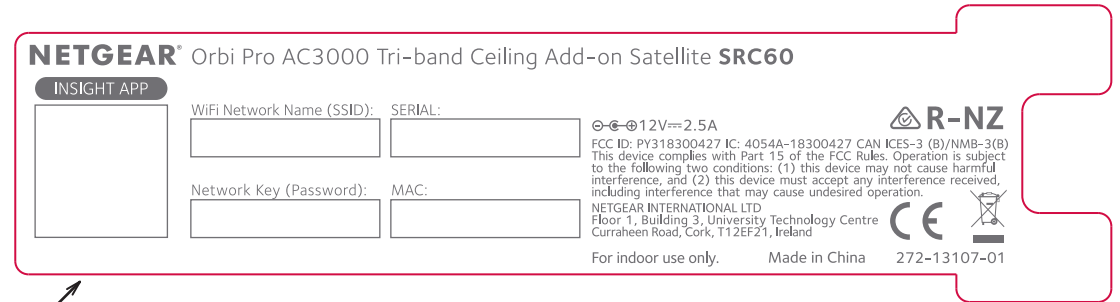 NETGEAR® Orbi Pro AC3000 Tri-band Ceiling Add-on Satellite SRC60
INSIGHT APP
WiFi Network Name (SSID): SERIAL:
Network Key (Password): MAC:
12V⎓2.5A
R-NZ
FCC ID: PY318300427 IC: 4054A-18300427 CAN ICES-3 (B)/NMB-3(B)
This device complies with Part 15 of the FCC Rules. Operation is subject
to the following two conditions: (1) this device may not cause harmful
interference, and (2) this device must accept any interference received,
including interference that may cause undesired operation.
NETGEAR INTERNATIONAL LTD
Floor 1, Building 3, University Technology Centre
Curraheen Road, Cork, T12EF21, Ireland
CE
For indoor use only. Made in China 272-13107-01